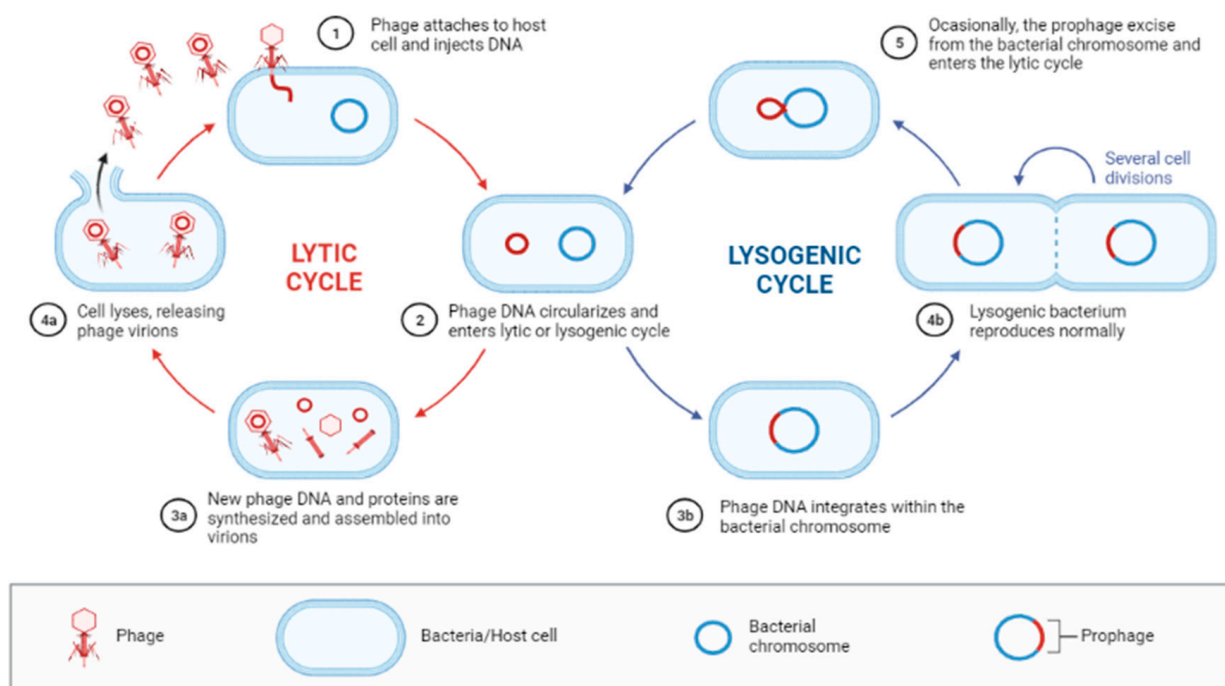 1
Phage attaches to host
cell and injects DNA
5
Ocasionally, the prophage excise
from the bacterial chromosome and
enters the lytic cycle
Several cell
divisions
LYTIC
CYCLE
LYSOGENIC
CYCLE
4a
Cell lyses, releasing
phage virions
2
Phage DNA circularizes and
enters lytic or lysogenic cycle
4b
Lysogenic bacterium
reproduces normally
3a
New phage DNA and proteins are
synthesized and assembled into
virions
3b
Phage DNA integrates within the
bacterial chromosome
Phage
Bacteria/Host cell
Bacterial
chromosome
Prophage